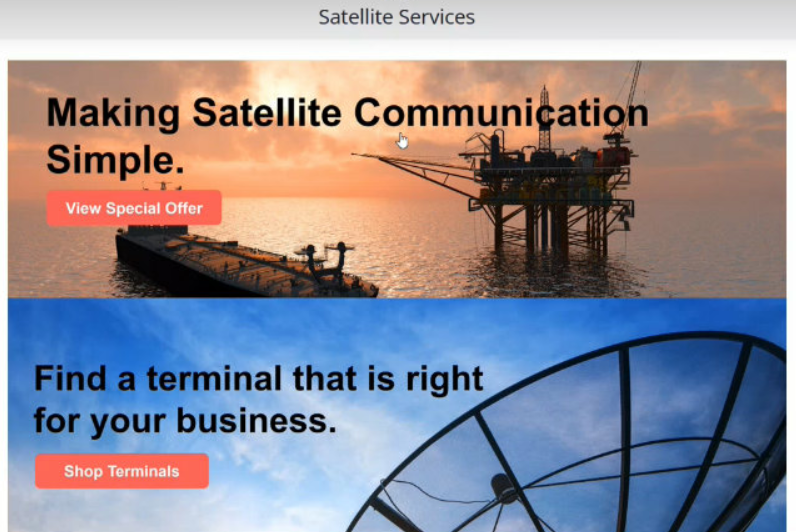 Satellite Services
Making Satellite Communication
Simple.
View Special Offer
Find a terminal that is right
for your business.
Shop Terminals